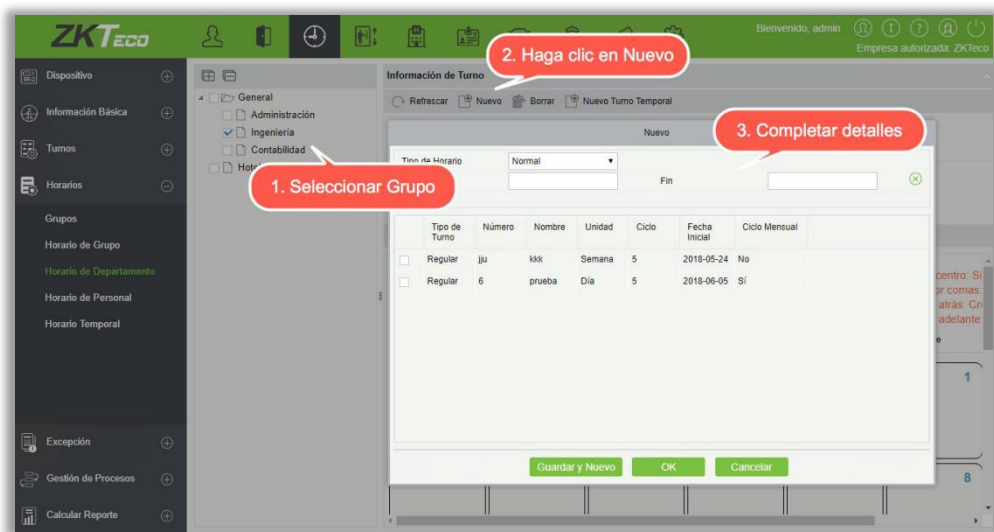 ZKTeco
Bienvenido, admin
Empresa autorizada: ZKTeco
2. Haga clic en Nuevo
Dispositivo
Información Básica
Turnos
Horarios
Grupos
Horario de Grupo
Horario de Departamento
Horario de Personal
Horario Temporal
Excepción
Gestión de Procesos
Calcular Reporte
General
Administración
Ingeniería
Contabilidad
1. Seleccionar Grupo
Información de Turno
Refrescar Nuevo Borrar Nuevo Turno Temporal
Nuevo
3. Completar detalles
Tipo de Horario Normal
Fin
Tipo de Turno Número Nombre Unidad Ciclo Fecha Inicial Ciclo Mensual
Regular jju kkk Semana 5 2018-05-24 No
Regular 6 prueba Día 5 2018-06-05 Sí
Guardar y Nuevo OK Cancelar
centro: Si
or comas:
atrás: Cn
adelante
1
8